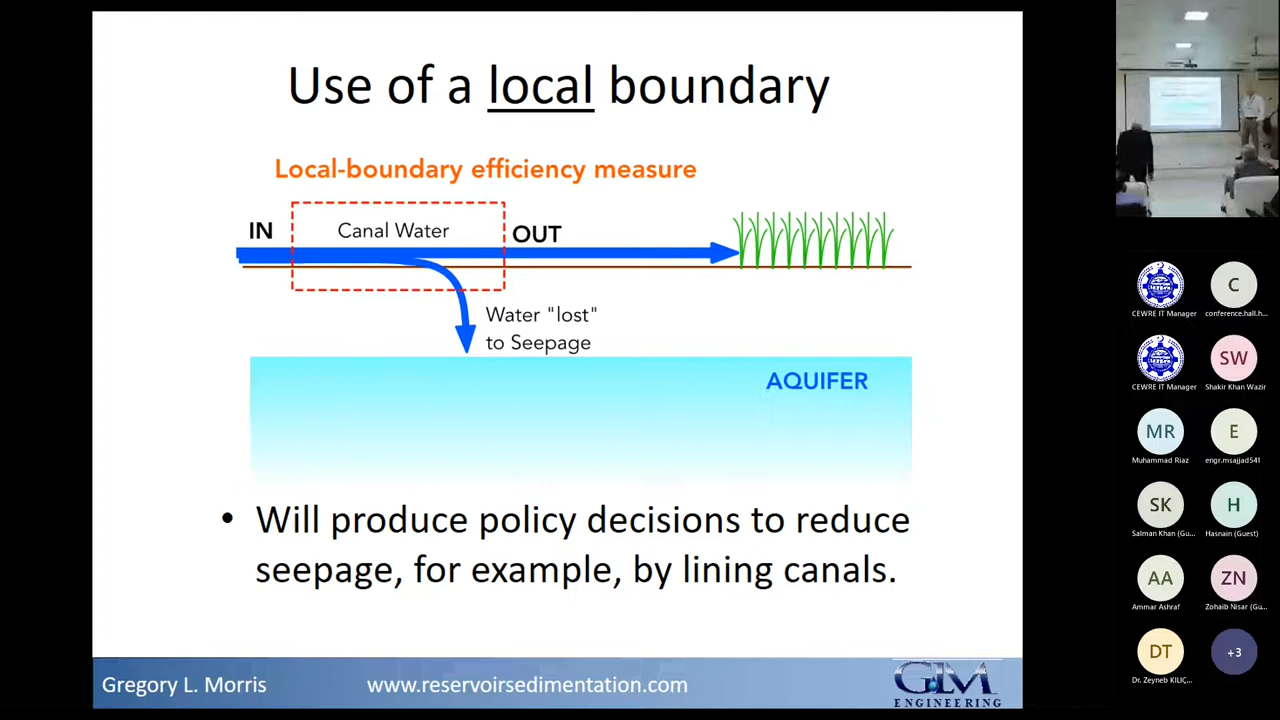 Use of a local boundary
Local-boundary efficiency measure
IN
Canal Water
OUT
Water "lost"
to Seepage
AQUIFER
• Will produce policy decisions to reduce
seepage, for example, by lining canals.
Gregory L. Morris
www.reservoirsedimentation.com
GLM
ENGINEERING
CEWRE IT Manager
C
conference.hall.h...
CEWRE IT Manager
SW
Shakir Khan Wazir
MR
Muhammad Riaz
E
engr.msajjad541
SK
Salman Khan (Gu...
H
Hasnain (Guest)
AA
Ammar Ashraf
ZN
Zohaib Nisar (Gu...
DT
Dr. Zeyneb KILIÇ...
+3